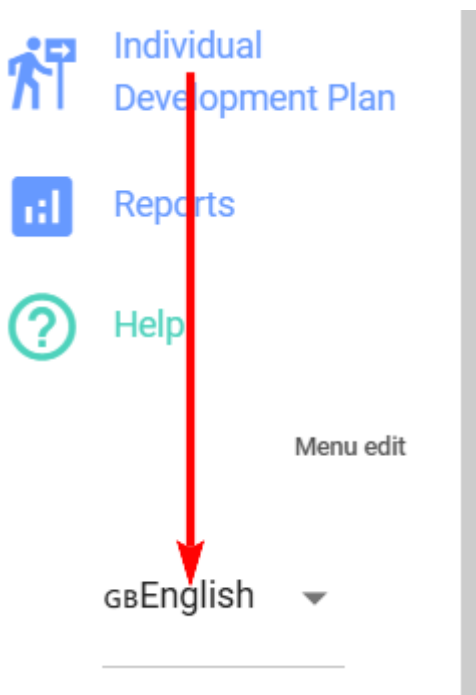 Individual
Development Plan
Reports
Help
Menu edit
GBEnglish